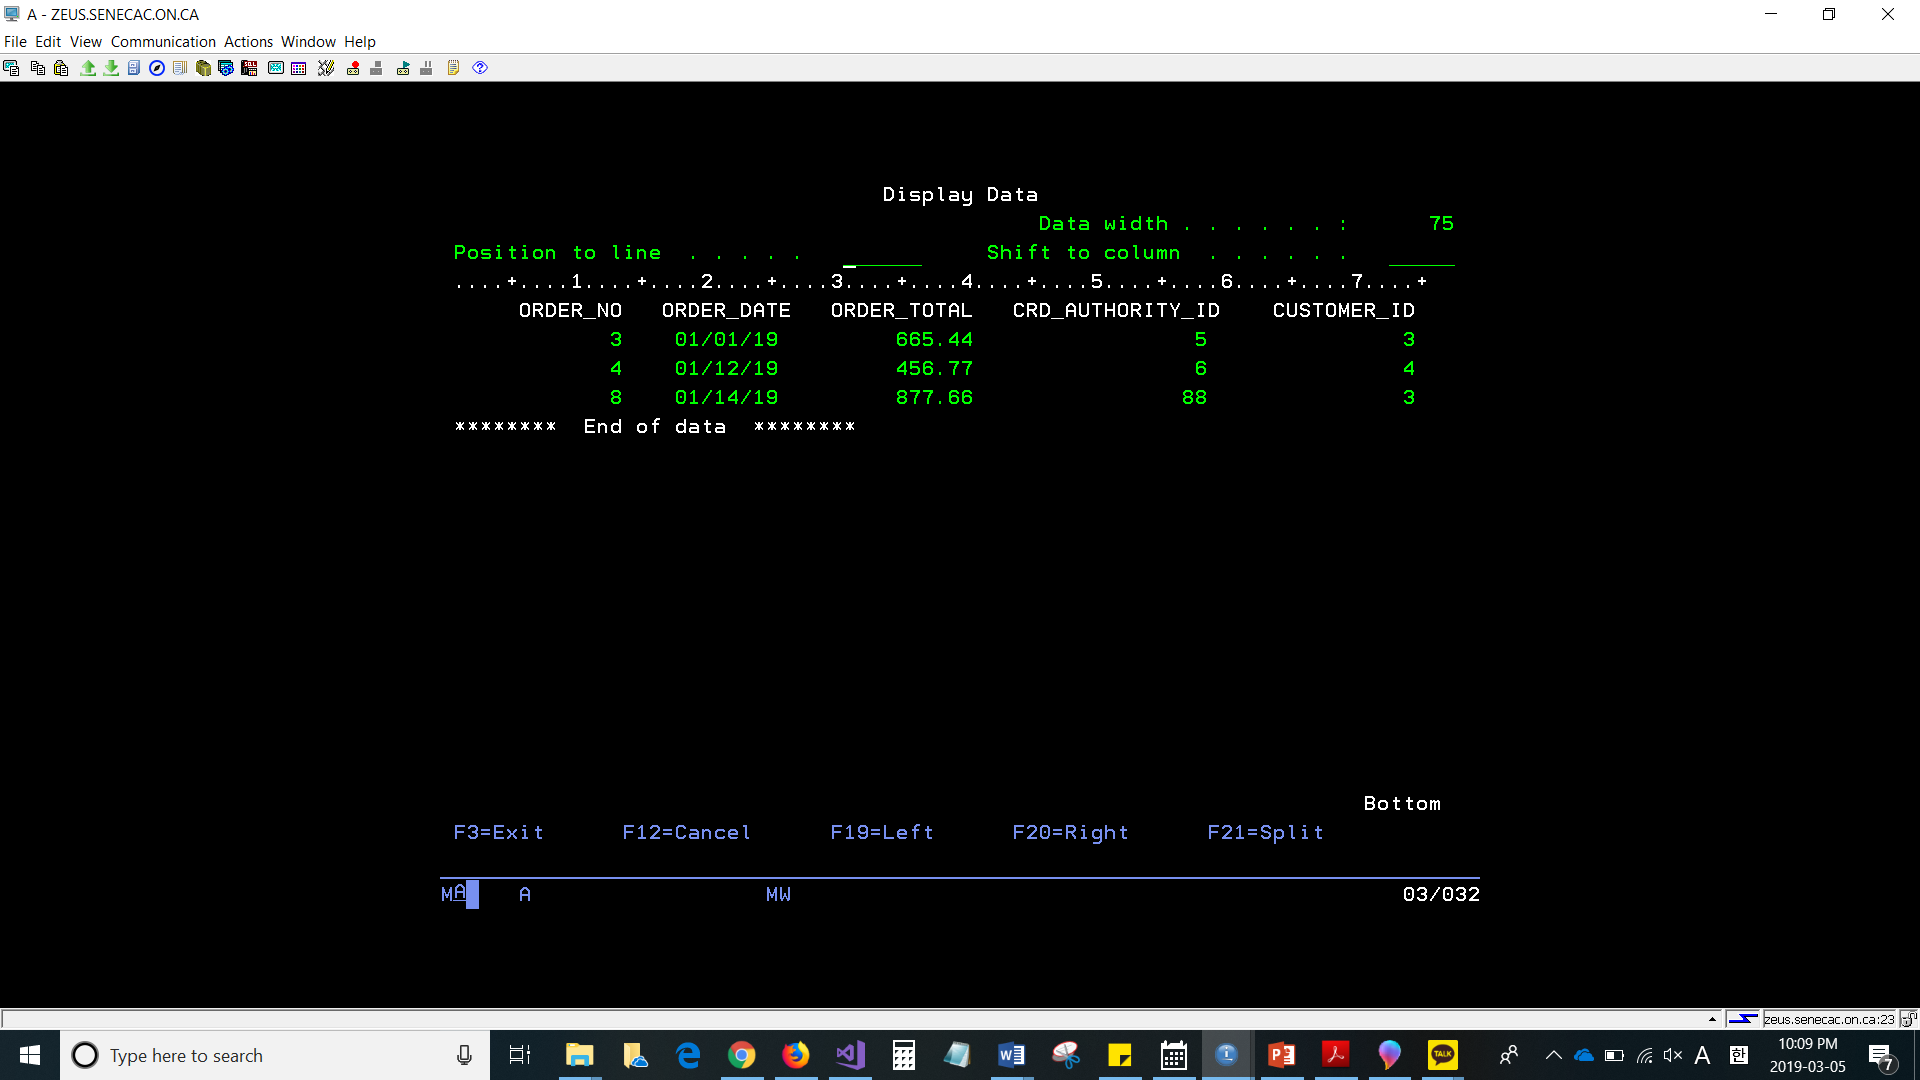 A - ZEUS.SENECAC.ON.CA
File Edit View Communication Actions Window Help
Display Data
Data width . . . . . . : 75
Position to line . . . . . Shift to column . . . . . .
....+....1....+....2....+....3....+....4....+....5....+....6....+....7....+
ORDER_NO ORDER_DATE ORDER_TOTAL CRD_AUTHORITY_ID CUSTOMER_ID
3 01/01/19 665.44 5 3
4 01/12/19 456.77 6 4
8 01/14/19 877.66 88 3
******** End of data ********
Bottom
F3=Exit F12=Cancel F19=Left F20=Right F21=Split
MA A MW 03/032
zeus.senecac.on.ca:23
Type here to search
TALK
A 한
10:09 PM
2019-03-05
7